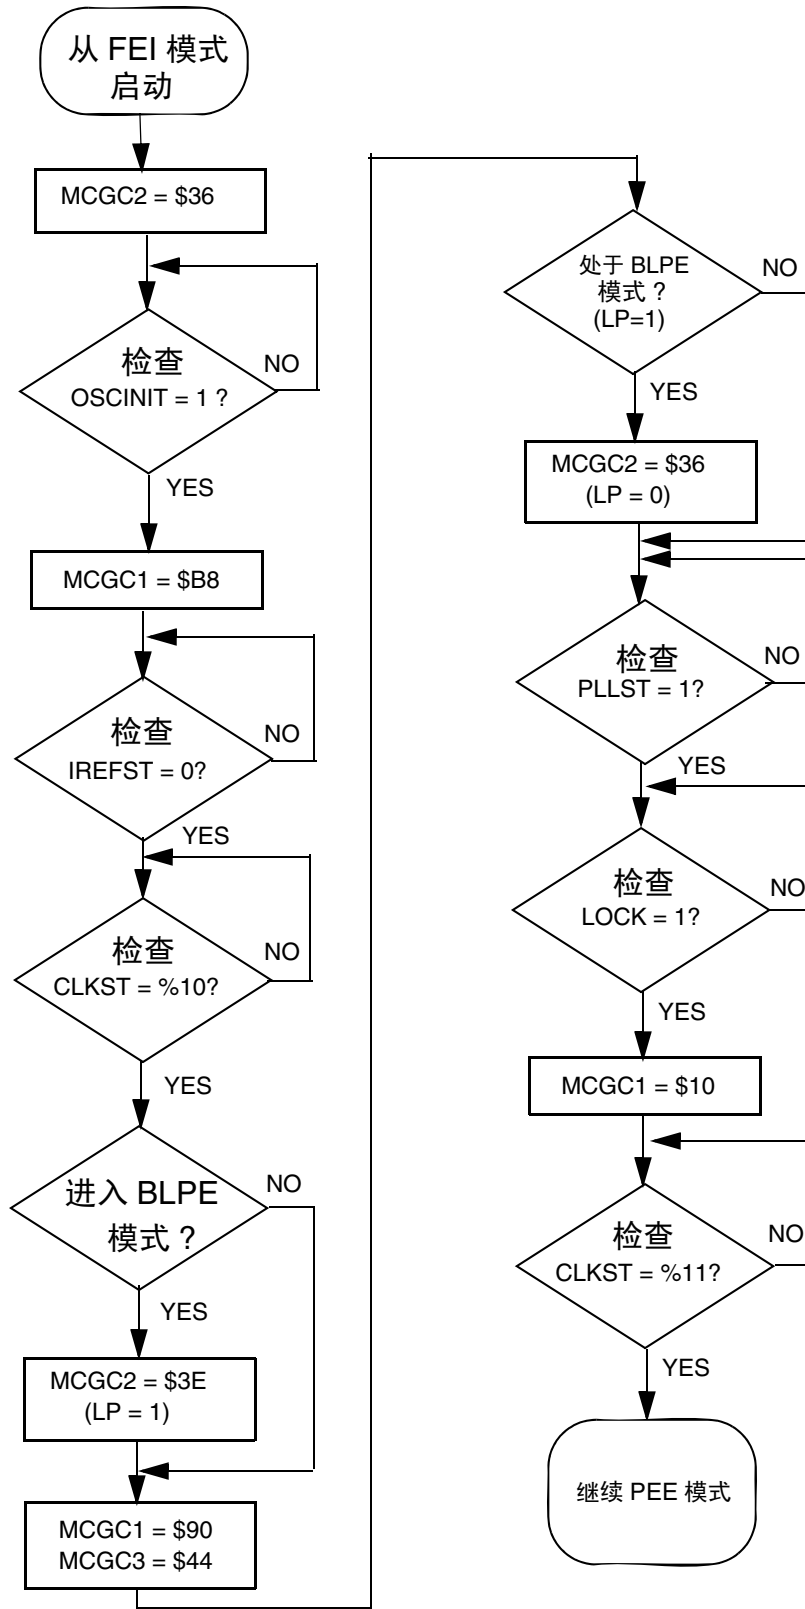 从 FEI 模式
启动
MCGC2 = $36
检查
OSCINIT = 1 ?
NO
YES
MCGC1 = $B8
检查
IREFST = 0?
NO
YES
检查
CLKST = %10?
NO
YES
进入 BLPE
模式 ?
NO
YES
MCGC2 = $3E
(LP = 1)
MCGC1 = $90
MCGC3 = $44
处于 BLPE
模式 ?
(LP=1)
NO
YES
MCGC2 = $36
(LP = 0)
检查
PLLST = 1?
NO
YES
检查
LOCK = 1?
NO
YES
MCGC1 = $10
检查
CLKST = %11?
NO
YES
继续 PEE 模式